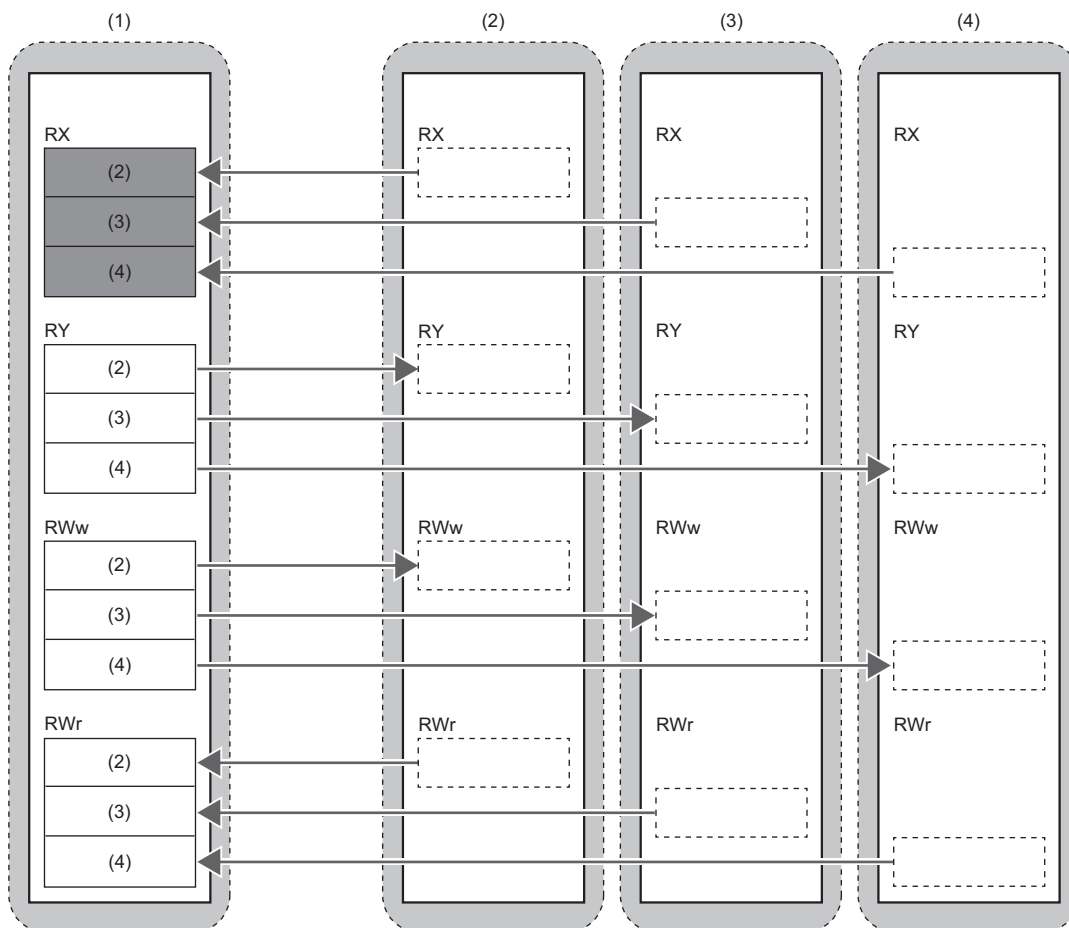 (1) (2) (3) (4)
RX RX RX RX
(2)
(3)
(4)
RY RY RY RY
(2)
(3)
(4)
RWw RWw RWw RWw
(2)
(3)
(4)
RWr RWr RWr RWr
(2)
(3)
(4)